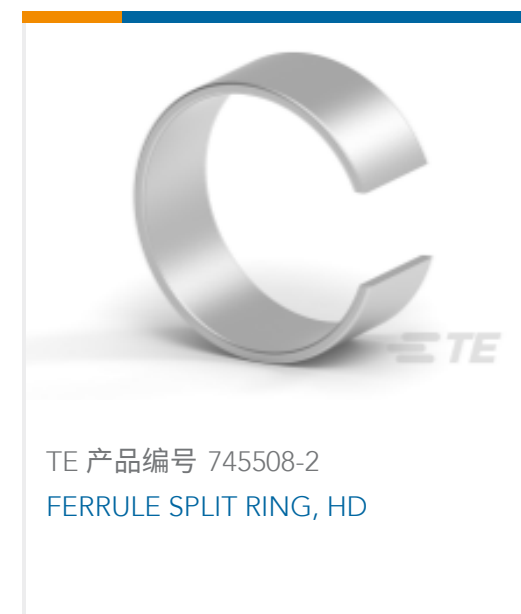 TE
TE 产品编号 745508-2
FERRULE SPLIT RING, HD